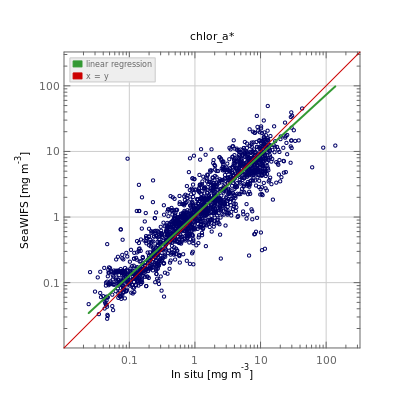 chlor_a*
linear regression
x = y
100
10
1
0.1
SeaWIFS [mg m-3]
0.1 1 10 100
In situ [mg m-3]